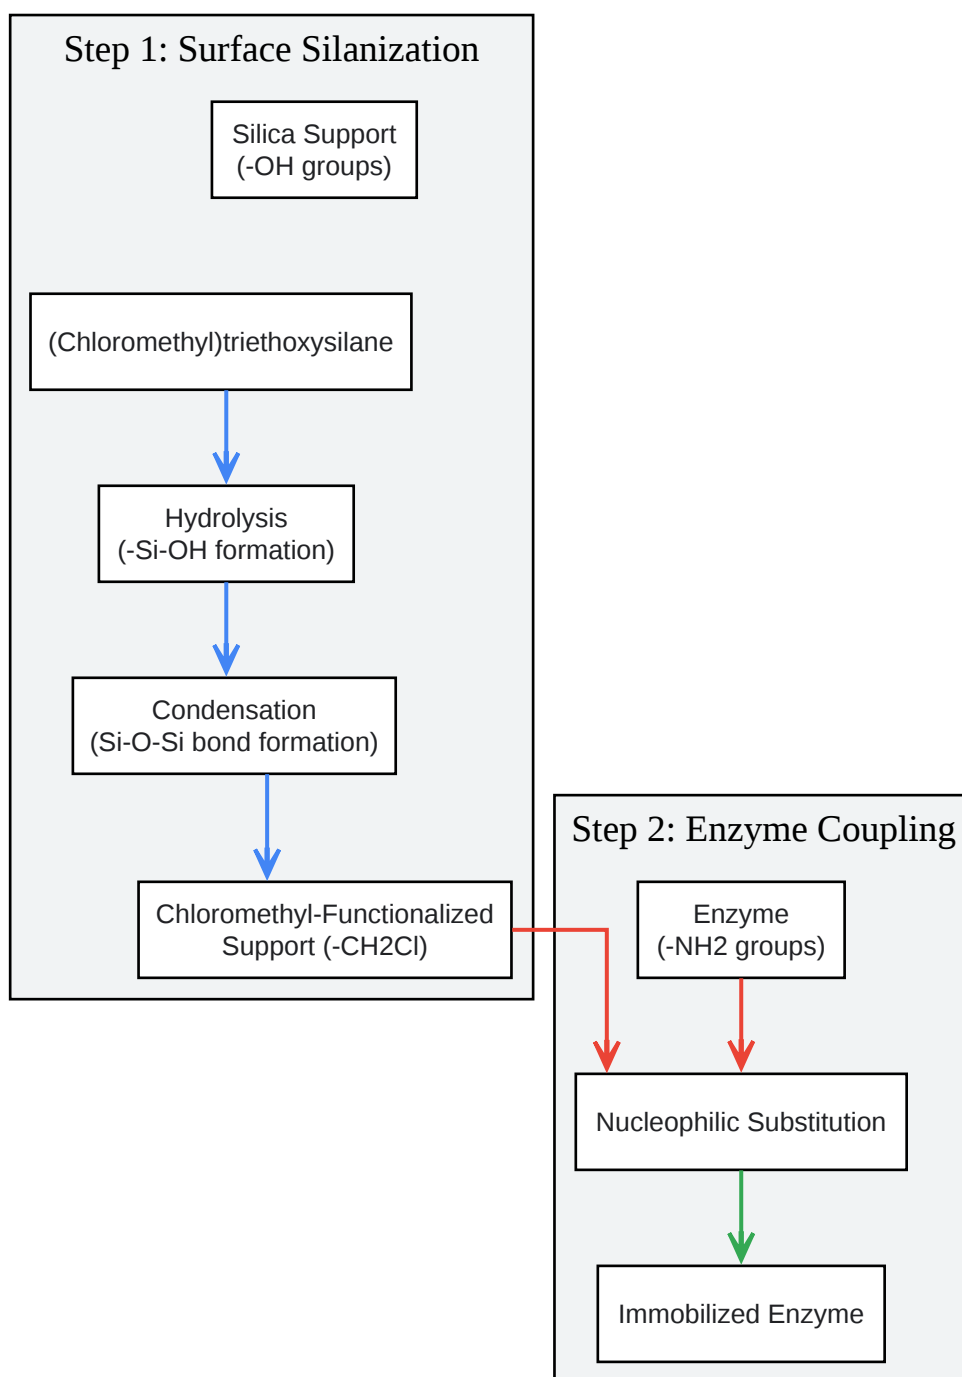 Step 1: Surface Silanization
Silica Support
(-OH groups)
(Chloromethyl)triethoxysilane
Hydrolysis
(-Si-OH formation)
Condensation
(Si-O-Si bond formation)
Chloromethyl-Functionalized
Support (-CH2Cl)
Step 2: Enzyme Coupling
Enzyme
(-NH2 groups)
Nucleophilic Substitution
Immobilized Enzyme